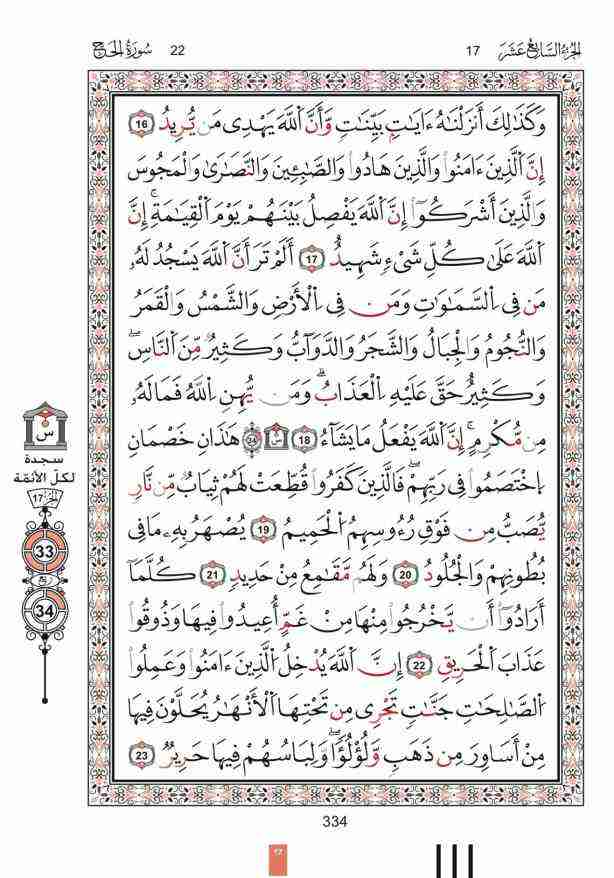 الجزء السابع عشر 17
22 سورة الحج
وَكَذَٰلِكَ أَنزَلْنَٰهُ ءَايَٰتٍۢ بَيِّنَٰتٍۢ وَأَنَّ ٱللَّهَ يَهْدِى مَن يُرِيدُ 16
إِنَّ ٱلَّذِينَ ءَامَنُوا۟ وَٱلَّذِينَ هَادُوا۟ وَٱلصَّٰبِـِٔينَ وَٱلنَّصَٰرَىٰ وَٱلْمَجُوسَ
وَٱلَّذِينَ أَشْرَكُوٓا۟ إِنَّ ٱللَّهَ يَفْصِلُ بَيْنَهُمْ يَوْمَ ٱلْقِيَٰمَةِ ۚ إِنَّ
ٱللَّهَ عَلَىٰ كُلِّ شَىْءٍۢ شَهِيدٌ 17 أَلَمْ تَرَ أَنَّ ٱللَّهَ يَسْجُدُ لَهُۥ
مَن فِى ٱلسَّمَٰوَٰتِ وَمَن فِى ٱلْأَرْضِ وَٱلشَّمْسُ وَٱلْقَمَرُ
وَٱلنُّجُومُ وَٱلْجِبَالُ وَٱلشَّجَرُ وَٱلدَّوَآبُّ وَكَثِيرٌۭ مِّنَ ٱلنَّاسِ ۖ
وَكَثِيرٌ حَقَّ عَلَيْهِ ٱلْعَذَابُ ۗ وَمَن يُهِنِ ٱللَّهُ فَمَا لَهُۥ
مِن مُّكْرِمٍ ۚ إِنَّ ٱللَّهَ يَفْعَلُ مَا يَشَآءُ 18 س 34 هَٰذَانِ خَصْمَانِ
ٱخْتَصَمُوا۟ فِى رَبِّهِمْ ۖ فَٱلَّذِينَ كَفَرُوا۟ قُطِّعَتْ لَهُمْ ثِيَابٌۭ مِّن نَّارٍۢ
يُصَبُّ مِن فَوْقِ رُءُوسِهِمُ ٱلْحَمِيمُ 19 يُصْهَرُ بِهِۦ مَا فِى
بُطُونِهِمْ وَٱلْجُلُودُ 20 وَلَهُم مَّقَٰمِعُ مِنْ حَدِيدٍۢ 21 كُلَّمَآ
أَرَادُوٓا۟ أَن يَخْرُجُوا۟ مِنْهَا مِنْ غَمٍّ أُعِيدُوا۟ فِيهَا وَذُوقُوا۟
عَذَابَ ٱلْحَرِيقِ 22 إِنَّ ٱللَّهَ يُدْخِلُ ٱلَّذِينَ ءَامَنُوا۟ وَعَمِلُوا۟
ٱلصَّٰلِحَٰتِ جَنَّٰتٍۢ تَجْرِى مِن تَحْتِهَا ٱلْأَنْهَٰرُ يُحَلَّوْنَ فِيهَا
مِنْ أَسَاوِرَ مِن ذَهَبٍۢ وَلُؤْلُؤًۭا ۖ وَلِبَاسُهُمْ فِيهَا حَرِيرٌۭ 23
س
سجدة
لكلّ الأئمّة
الجزء 17
33
ربع
34
334